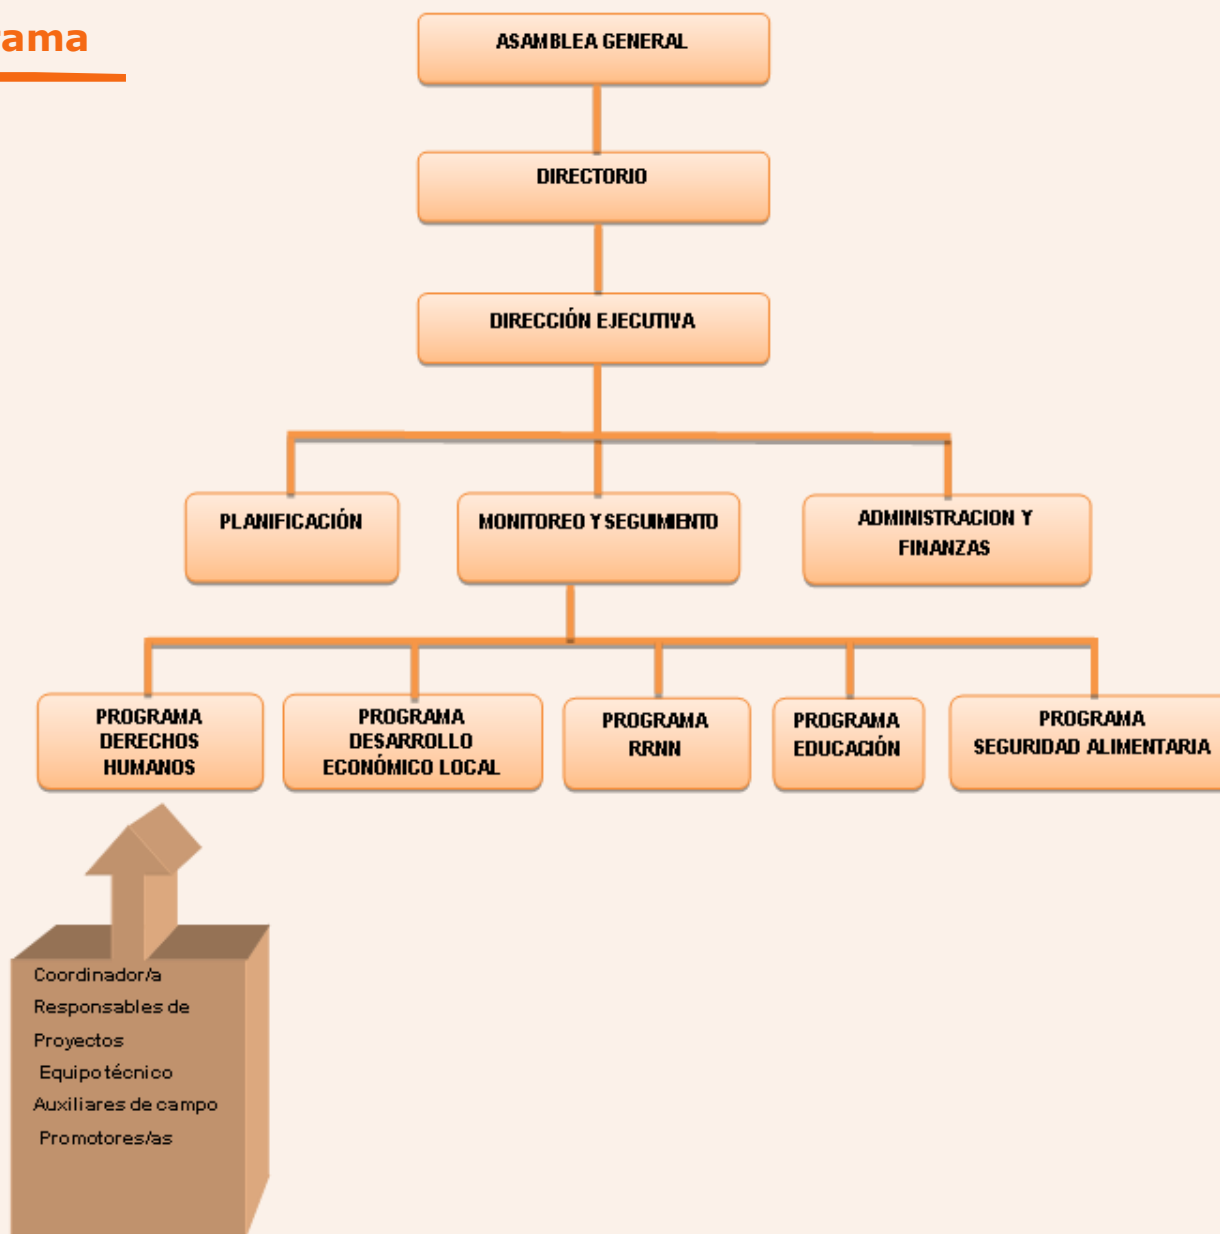 ama
ASAMBLEA GENERAL
DIRECTORIO
DIRECCIÓN EJECUTIVA
PLANIFICACIÓN
MONITOREO Y SEGUIMIENTO
ADMINISTRACION Y
FINANZAS
PROGRAMA
DERECHOS
HUMANOS
PROGRAMA
DESARROLLO
ECONÓMICO LOCAL
PROGRAMA
RRNN
PROGRAMA
EDUCACIÓN
PROGRAMA
SEGURIDAD ALIMENTARIA
Coordinador/a
Responsables de
Proyectos
Equipo técnico
Auxiliares de campo
Promotores/as